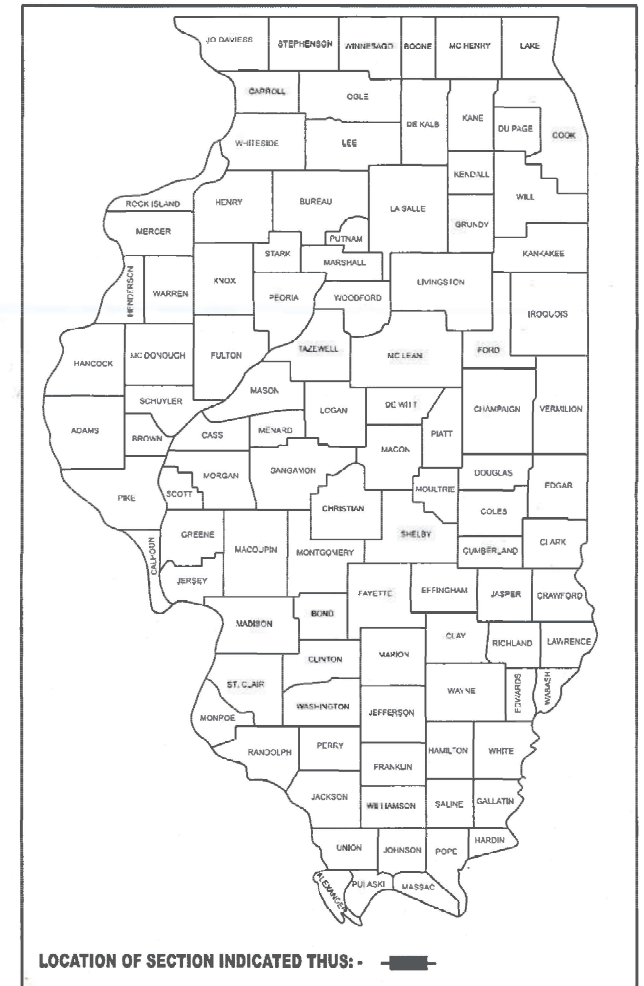 JO DAVIESS
STEPHENSON
WINNEBAGO
BOONE
MC HENRY
LAKE
CARROLL
OGLE
DE KALB
KANE
DU PAGE
COOK
WHITESIDE
LEE
KENDALL
WILL
ROCK ISLAND
HENRY
BUREAU
LA SALLE
GRUNDY
MERCER
PUTNAM
STARK
MARSHALL
KANKAKEE
HENDERSON
WARREN
KNOX
PEORIA
WOODFORD
LIVINGSTON
IROQUOIS
HANCOCK
MC DONOUGH
FULTON
TAZEWELL
MC LEAN
FORD
SCHUYLER
MASON
LOGAN
DE WITT
CHAMPAIGN
VERMILION
ADAMS
BROWN
CASS
MENARD
PIATT
MACON
MORGAN
SANGAMON
DOUGLAS
EDGAR
PIKE
SCOTT
CHRISTIAN
MOULTRIE
COLES
CALHOUN
GREENE
MACOUPIN
MONTGOMERY
SHELBY
CUMBERLAND
CLARK
JERSEY
FAYETTE
EFFINGHAM
JASPER
CRAWFORD
MADISON
BOND
CLAY
RICHLAND
LAWRENCE
CLINTON
MARION
ST. CLAIR
WASHINGTON
WAYNE
EDWARDS
WABASH
MONROE
JEFFERSON
RANDOLPH
PERRY
FRANKLIN
HAMILTON
WHITE
JACKSON
WILLIAMSON
SALINE
GALLATIN
UNION
JOHNSON
POPE
HARDIN
ALEXANDER
PULASKI
MASSAC
LOCATION OF SECTION INDICATED THUS: -